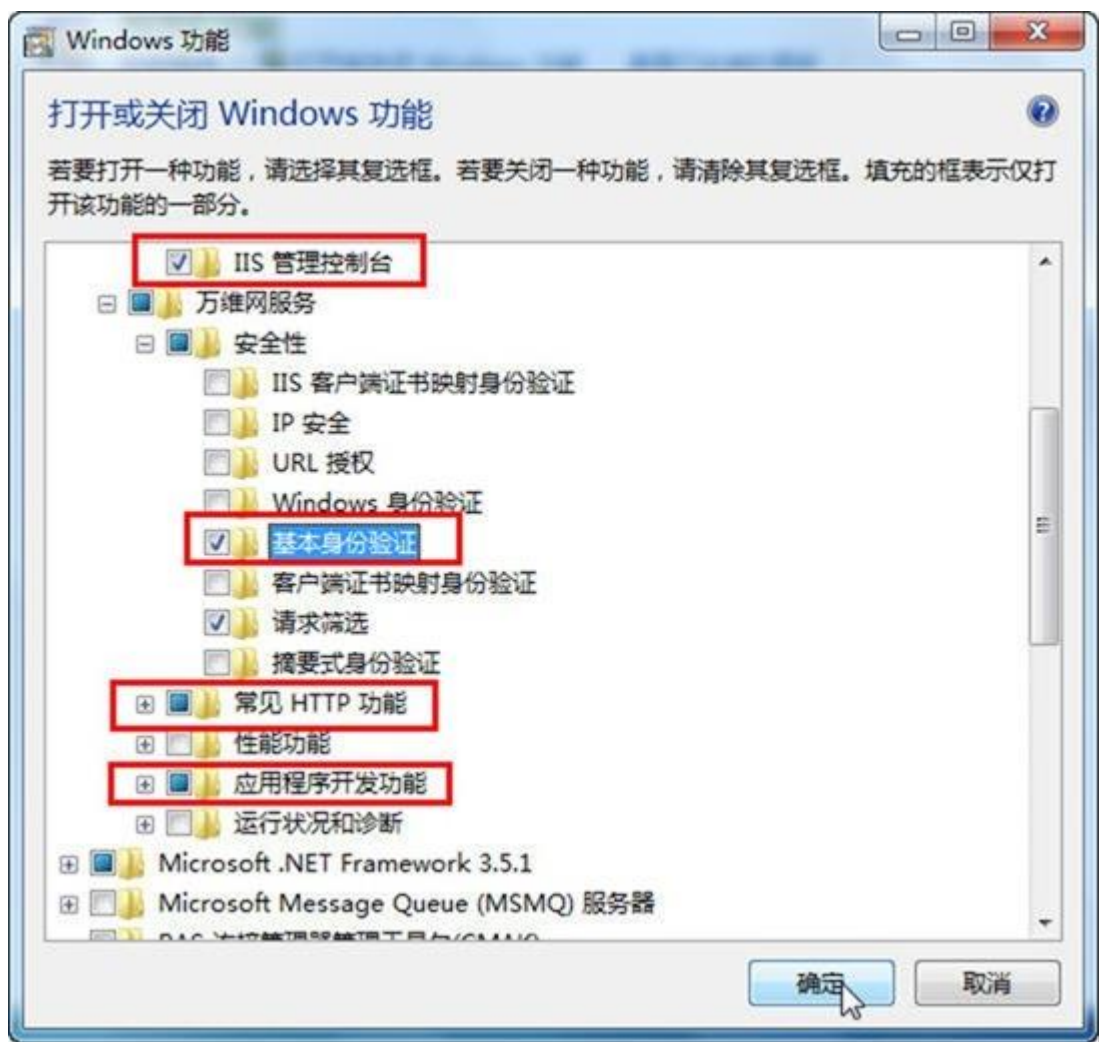 Windows 功能
打开或关闭 Windows 功能
若要打开一种功能，请选择其复选框。若要关闭一种功能，请清除其复选框。填充的框表示仅打
开该功能的一部分。
IIS 管理控制台
万维网服务
安全性
IIS 客户端证书映射身份验证
IP 安全
URL 授权
Windows 身份验证
基本身份验证
客户端证书映射身份验证
请求筛选
摘要式身份验证
常见 HTTP 功能
性能功能
应用程序开发功能
运行状况和诊断
Microsoft .NET Framework 3.5.1
Microsoft Message Queue (MSMQ) 服务器
确定
取消